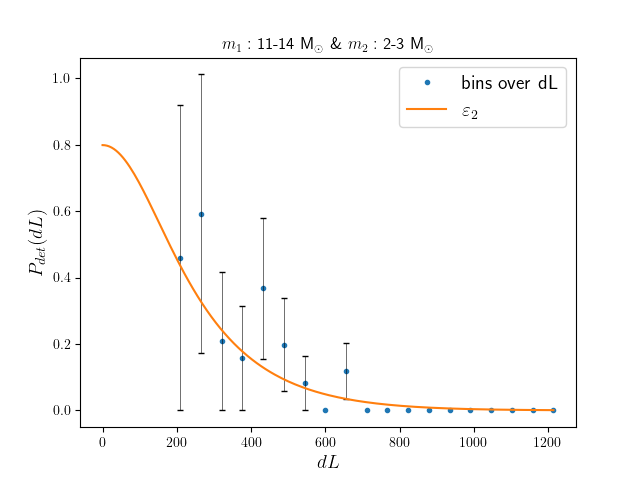 m₁ : 11-14 M⊙ & m₂ : 2-3 M⊙
bins over dL
ε₂
P_det(dL)
1.0
0.8
0.6
0.4
0.2
0.0
0 200 400 600 800 1000 1200
dL